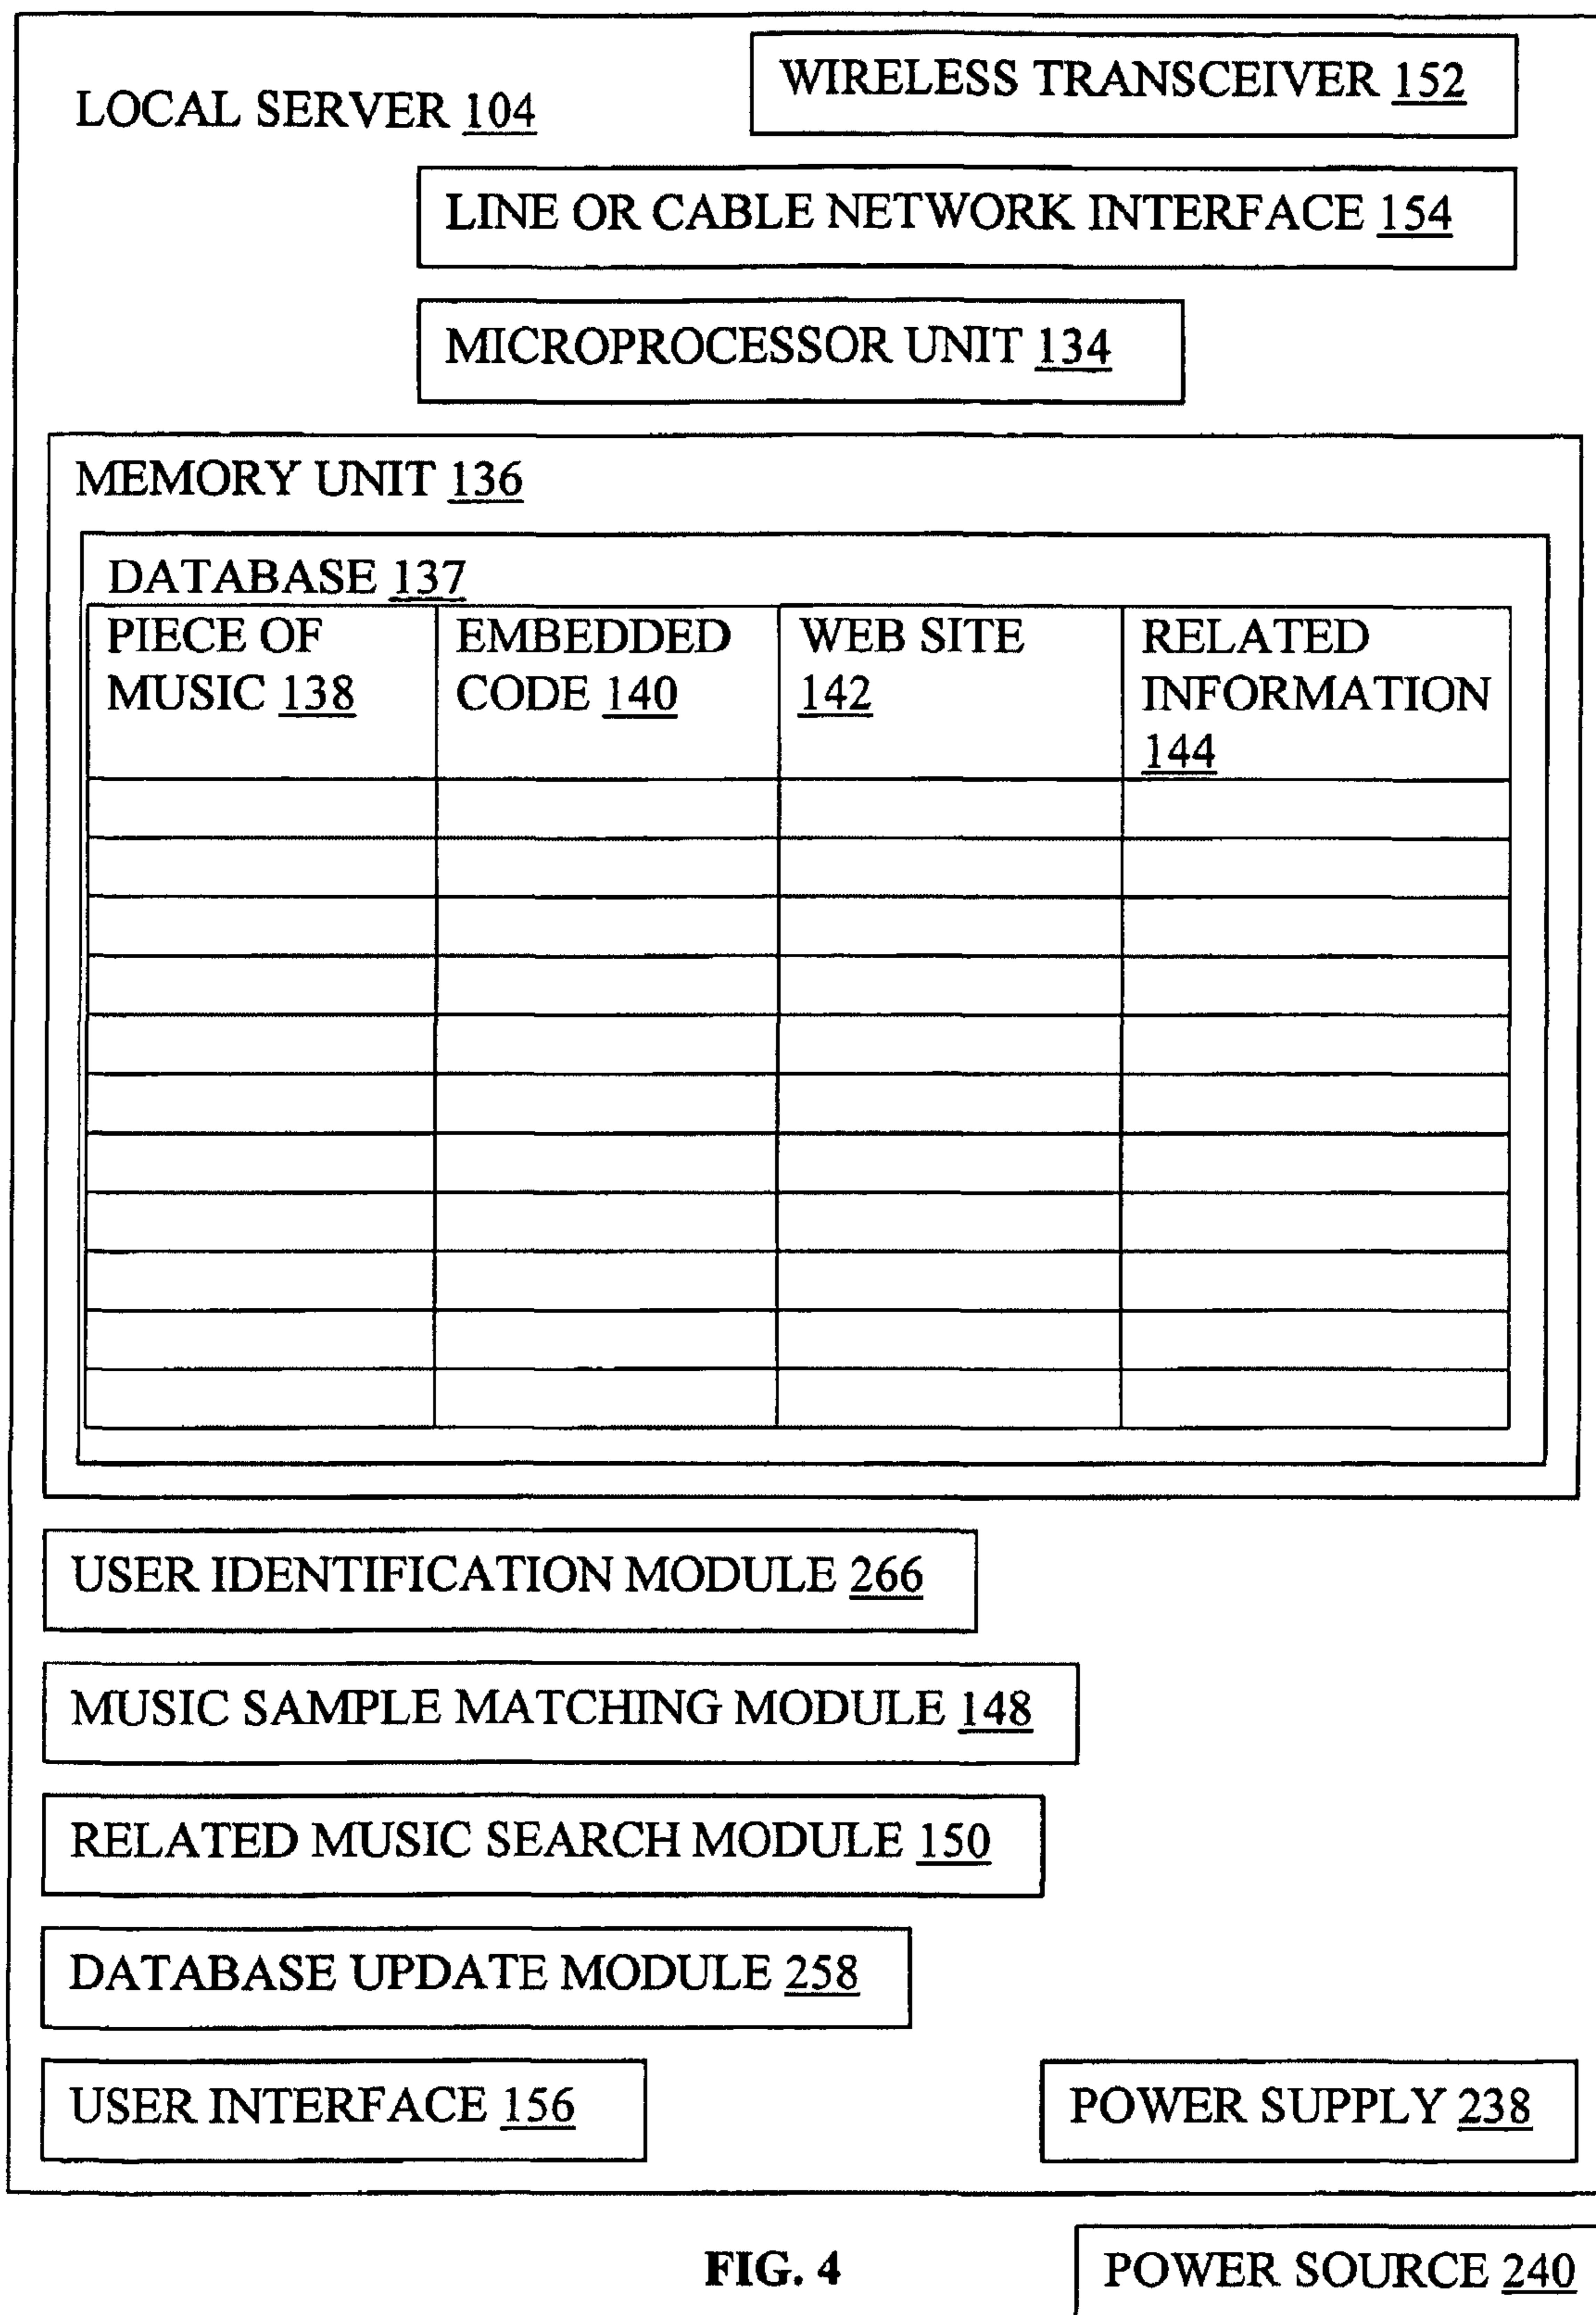 WIRELESS TRANSCEIVER 152
LOCAL SERVER 104
LINE OR CABLE NETWORK INTERFACE 154
MICROPROCESSOR UNIT 134
MEMORY UNIT 136
DATABASE 137
PIECE OF
MUSIC 138
EMBEDDED
CODE 140
WEB SITE
142
RELATED
INFORMATION
144
USER IDENTIFICATION MODULE 266
MUSIC SAMPLE MATCHING MODULE 148
RELATED MUSIC SEARCH MODULE 150
DATABASE UPDATE MODULE 258
USER INTERFACE 156
POWER SUPPLY 238
FIG. 4
POWER SOURCE 240